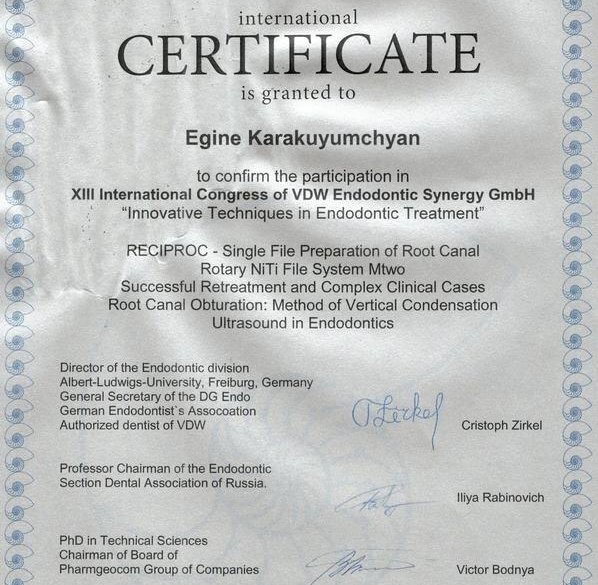 international
CERTIFICATE
is granted to
Egine Karakuyumchyan
to confirm the participation in
XIII International Congress of VDW Endodontic Synergy GmbH
“Innovative Techniques in Endodontic Treatment”
RECIPROC - Single File Preparation of Root Canal
Rotary NiTi File System Mtwo
Successful Retreatment and Complex Clinical Cases
Root Canal Obturation: Method of Vertical Condensation
Ultrasound in Endodontics
Director of the Endodontic division
Albert-Ludwigs-University, Freiburg, Germany
General Secretary of the DG Endo
German Endodontist`s Assocoation
Authorized dentist of VDW
Cristoph Zirkel
Professor Chairman of the Endodontic
Section Dental Association of Russia.
Iliya Rabinovich
PhD in Technical Sciences
Chairman of Board of
Pharmgeocom Group of Companies
Victor Bodnya